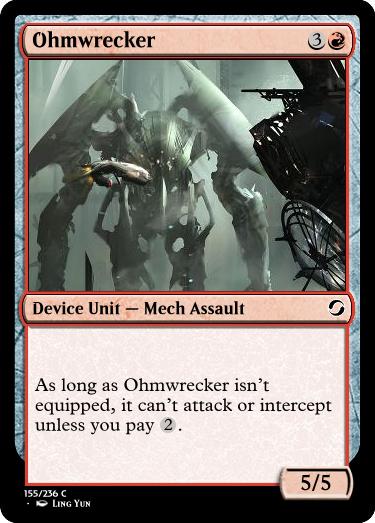 Ohmwrecker 3
Device Unit — Mech Assault
As long as Ohmwrecker isn't
equipped, it can't attack or intercept
unless you pay 2.
5/5
155/236 C
· Ling Yun